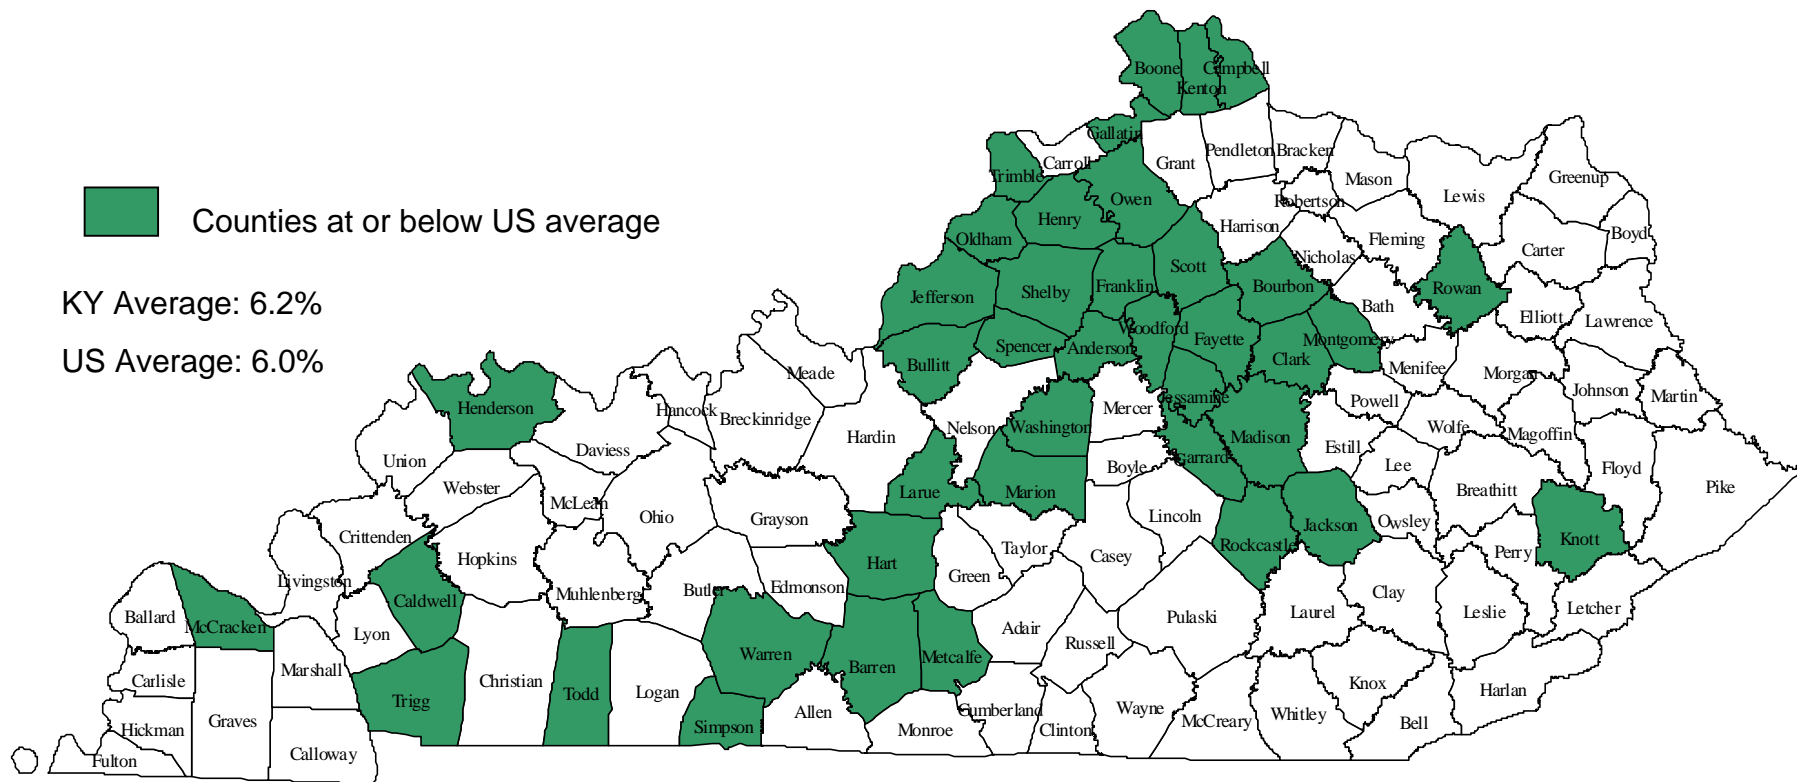 Boone
Campbell
Kenton
Gallatin
Carroll
Grant
Pendleton
Bracken
Trimble
Mason
Greenup
Lewis
Owen
Robertson
Henry
Harrison
Boyd
Counties at or below US average
Oldham
Fleming
Carter
Nicholas
Scott
Jefferson
Shelby
Franklin
Bourbon
Rowan
KY Average: 6.2%
Bath
Elliott
Lawrence
Woodford
Fayette
Montgomery
Spencer
Anderson
US Average: 6.0%
Bullitt
Clark
Menifee
Meade
Morgan
Johnson
Martin
Jessamine
Powell
Henderson
Hancock
Breckinridge
Mercer
Nelson
Washington
Wolfe
Magoffin
Hardin
Madison
Estill
Daviess
Union
Boyle
Garrard
Lee
Floyd
Webster
Larue
Marion
Breathitt
Pike
McLean
Ohio
Grayson
Lincoln
Jackson
Owsley
Crittenden
Taylor
Rockcastle
Knott
Hopkins
Hart
Casey
Perry
Livingston
Green
Edmonson
Muhlenberg
Butler
Caldwell
Clay
Letcher
Ballard
Laurel
Leslie
Pulaski
McCracken
Lyon
Adair
Russell
Warren
Barren
Metcalfe
Marshall
Carlisle
Christian
Knox
Logan
Todd
Harlan
Trigg
Wayne
Cumberland
Allen
Whitley
Graves
McCreary
Bell
Hickman
Simpson
Monroe
Clinton
Calloway
Fulton